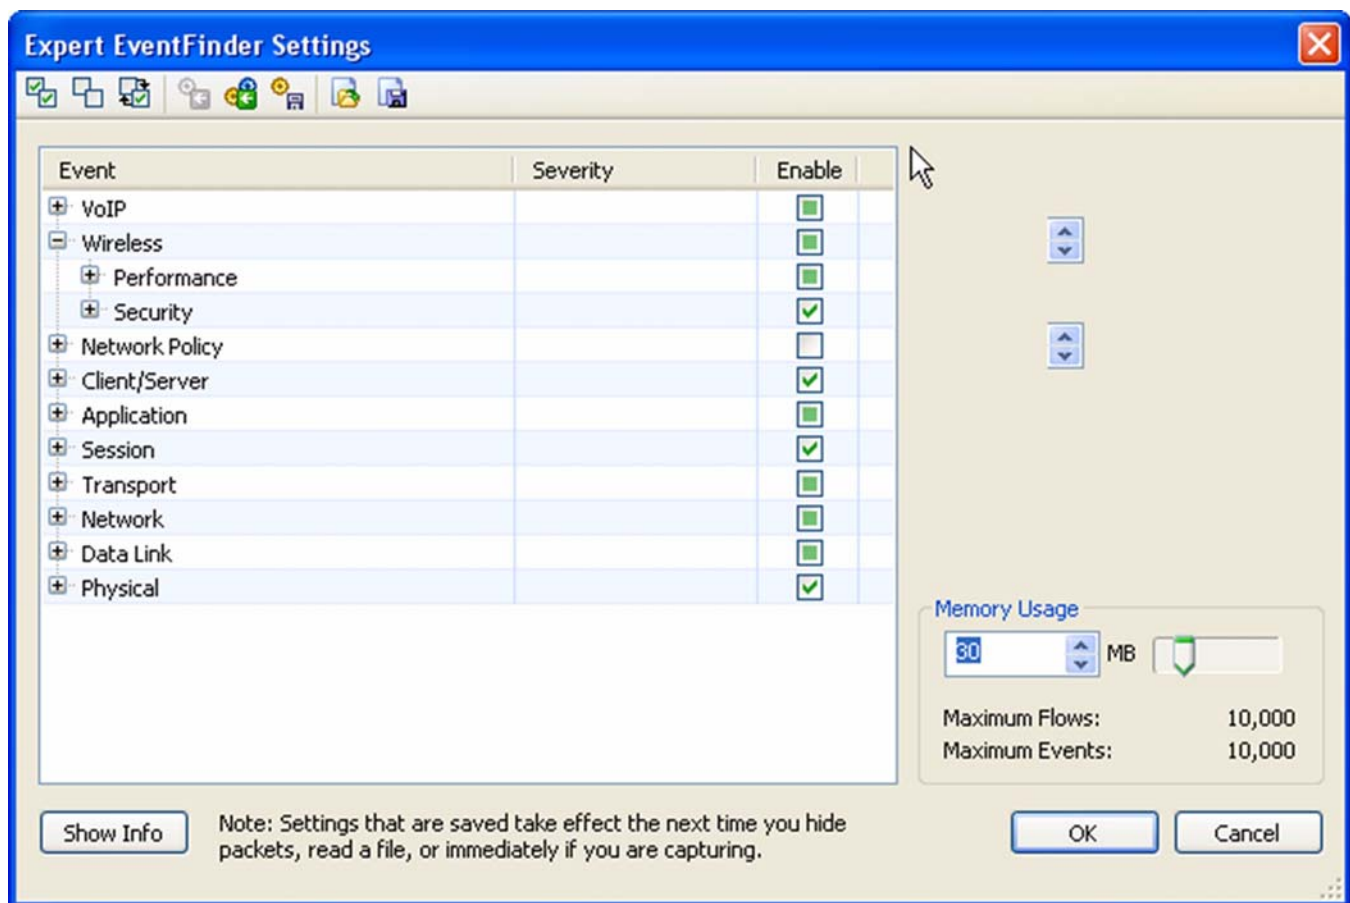 Expert EventFinder Settings
Event Severity Enable
VoIP
Wireless
Performance
Security
Network Policy
Client/Server
Application
Session
Transport
Network
Data Link
Physical
Memory Usage
30 MB
Maximum Flows: 10,000
Maximum Events: 10,000
Show Info
Note: Settings that are saved take effect the next time you hide
packets, read a file, or immediately if you are capturing.
OK
Cancel